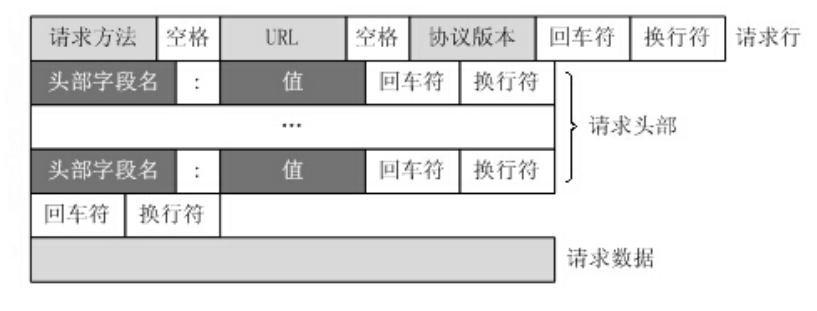 请求方法 空格 URL 空格 协议版本 回车符 换行符 请求行
头部字段名 : 值 回车符 换行符
… 请求头部
头部字段名 : 值 回车符 换行符
回车符 换行符
请求数据